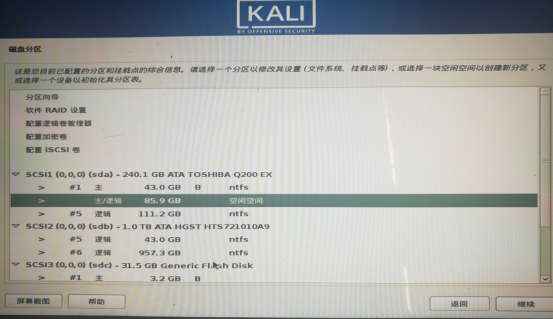 KALI
BY OFFENSIVE SECURITY
磁盘分区
这是您目前已配置的分区和挂载点的综合信息。请选择一个分区以修改其设置 (文件系统、挂载点等)，或选择一块空闲空间以创建新分区，又
或选择一个设备以初始化其分区表。
分区向导
软件 RAID 设置
配置逻辑卷管理器
配置加密卷
配置 iSCSI 卷
SCSI1 (0,0,0) (sda) - 240.1 GB ATA TOSHIBA Q200 EX
> #1 主 43.0 GB B ntfs
> 主/逻辑 85.9 GB 空闲空间
> #5 逻辑 111.2 GB ntfs
SCSI2 (0,0,0) (sdb) - 1.0 TB ATA HGST HTS721010A9
> #5 逻辑 43.0 GB ntfs
> #6 逻辑 957.3 GB ntfs
SCSI3 (0,0,0) (sdc) - 31.5 GB Generic Flash Disk
> #1 主 3.2 GB B
屏幕截图 帮助 返回 继续